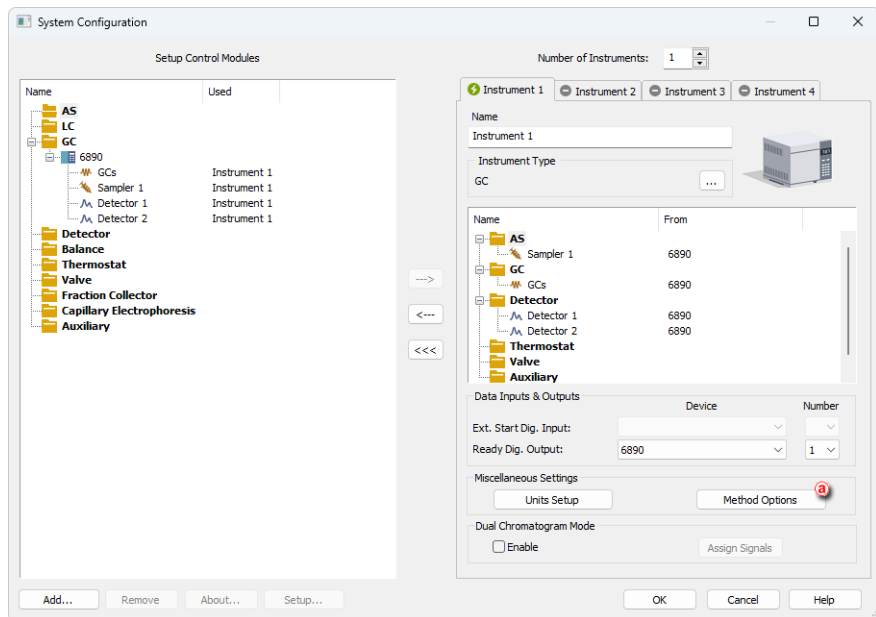 System Configuration
Setup Control Modules
Name Used
AS
LC
GC
6890
GCs Instrument 1
Sampler 1 Instrument 1
Detector 1 Instrument 1
Detector 2 Instrument 1
Detector
Balance
Thermostat
Valve
Fraction Collector
Capillary Electrophoresis
Auxiliary
Add... Remove About... Setup...
--->
<---
<<<
Number of Instruments: 1
Instrument 1 Instrument 2 Instrument 3 Instrument 4
Name
Instrument 1
Instrument Type
GC ...
Name From
AS
Sampler 1 6890
GC
GCs 6890
Detector
Detector 1 6890
Detector 2 6890
Thermostat
Valve
Auxiliary
Data Inputs & Outputs
Device Number
Ext. Start Dig. Input:
Ready Dig. Output: 6890 1
Miscellaneous Settings
Units Setup Method Options a
Dual Chromatogram Mode
Enable Assign Signals
OK Cancel Help